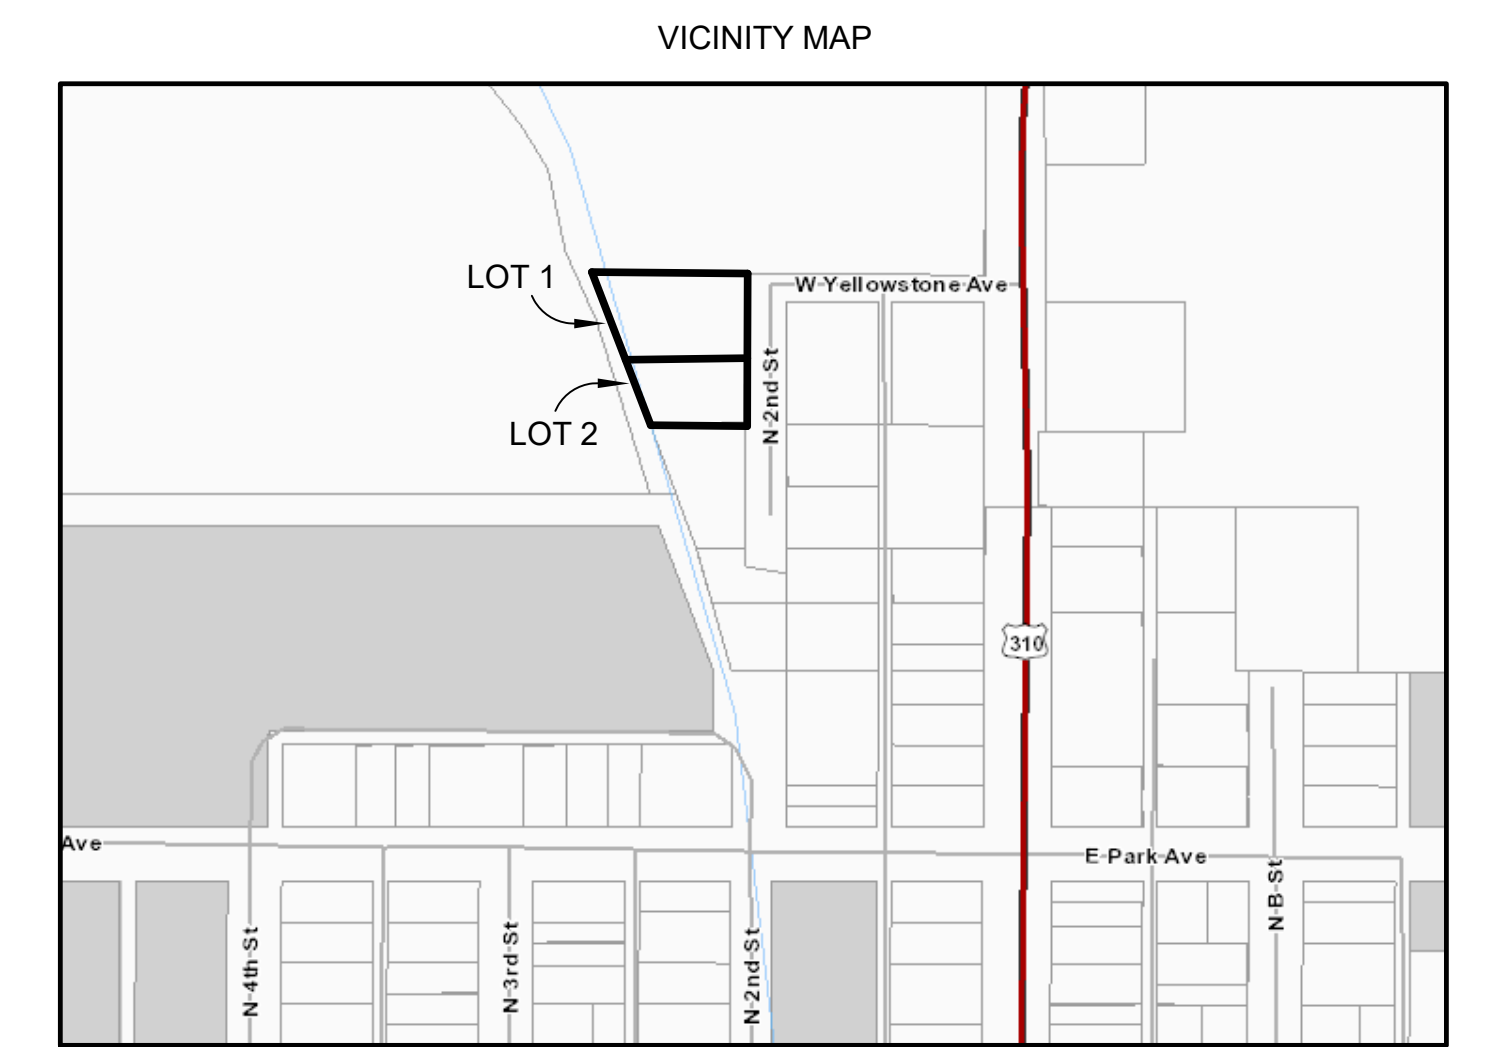 VICINITY MAP
LOT 1
W Yellowstone Ave
N 2nd St
LOT 2
310
Ave
E Park Ave
N 4th St
N 3rd St
N 2nd St
N B St